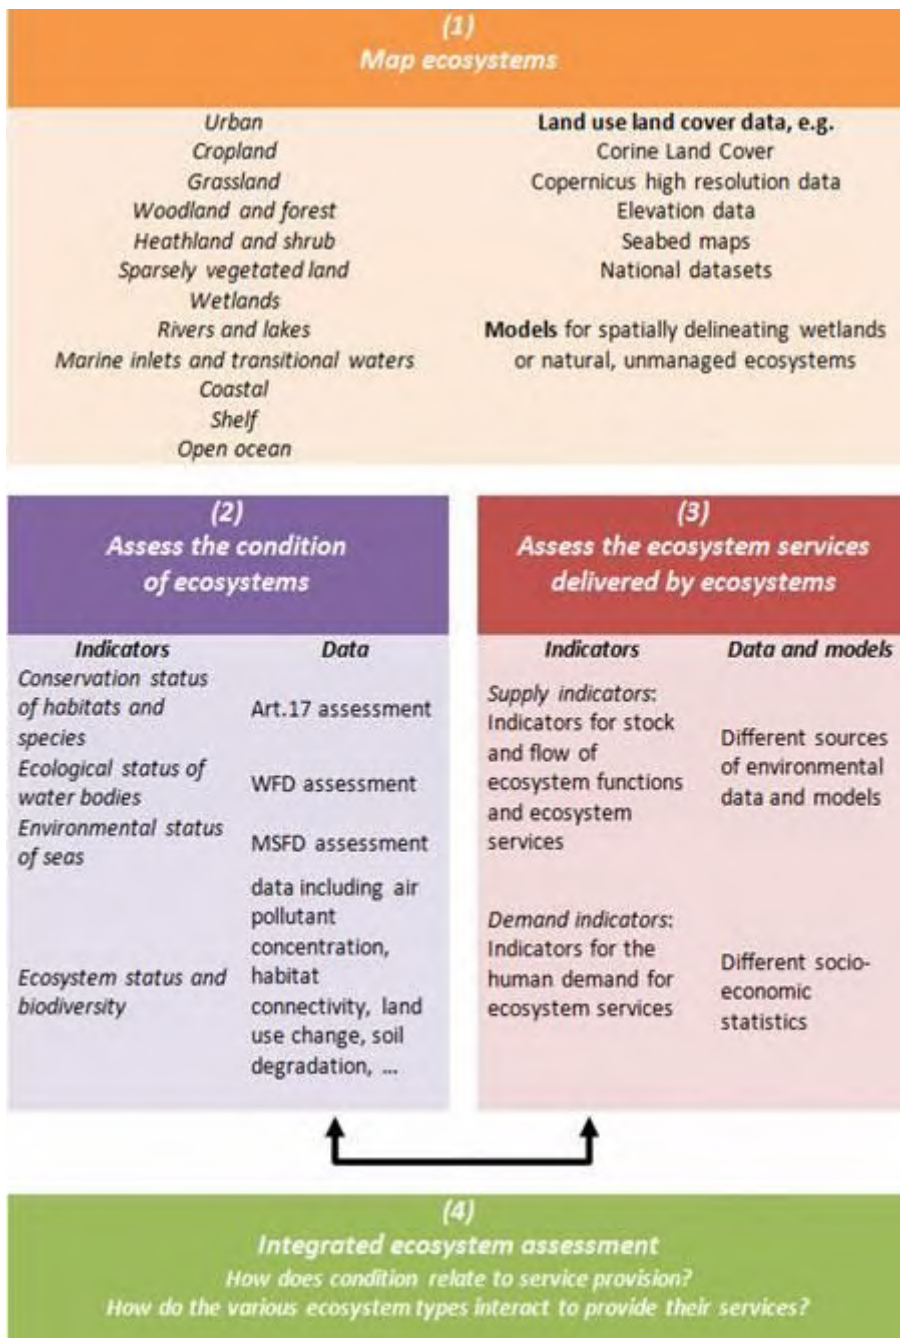 (1)
Map ecosystems
Urban
Cropland
Grassland
Woodland and forest
Heathland and shrub
Sparsely vegetated land
Wetlands
Rivers and lakes
Marine inlets and transitional waters
Coastal
Shelf
Open ocean
Land use land cover data, e.g.
Corine Land Cover
Copernicus high resolution data
Elevation data
Seabed maps
National datasets
Models for spatially delineating wetlands
or natural, unmanaged ecosystems
(2)
Assess the condition
of ecosystems
Indicators
Data
Conservation status
of habitats and
species
Art.17 assessment
Ecological status of
water bodies
WFD assessment
Environmental status
of seas
MSFD assessment
Ecosystem status and
biodiversity
data including air
pollutant
concentration,
habitat
connectivity, land
use change, soil
degradation, ...
(3)
Assess the ecosystem services
delivered by ecosystems
Indicators
Data and models
Supply indicators:
Indicators for stock
and flow of
ecosystem functions
and ecosystem
services
Different sources
of environmental
data and models
Demand indicators:
Indicators for the
human demand for
ecosystem services
Different socio-
economic
statistics
(4)
Integrated ecosystem assessment
How does condition relate to service provision?
How do the various ecosystem types interact to provide their services?